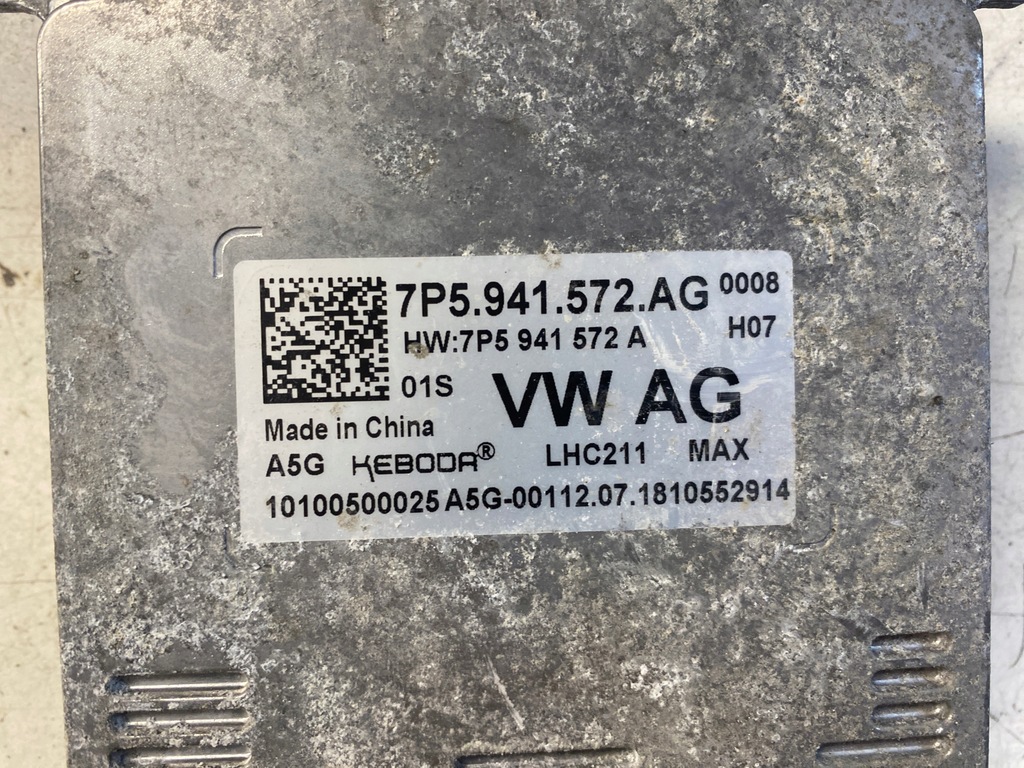 7P5.941.572.AG 0008
HW:7P5 941 572 A H07
01S VW AG
Made in China
A5G KEBODA® LHC211 MAX
10100500025 A5G-00112.07.1810552914